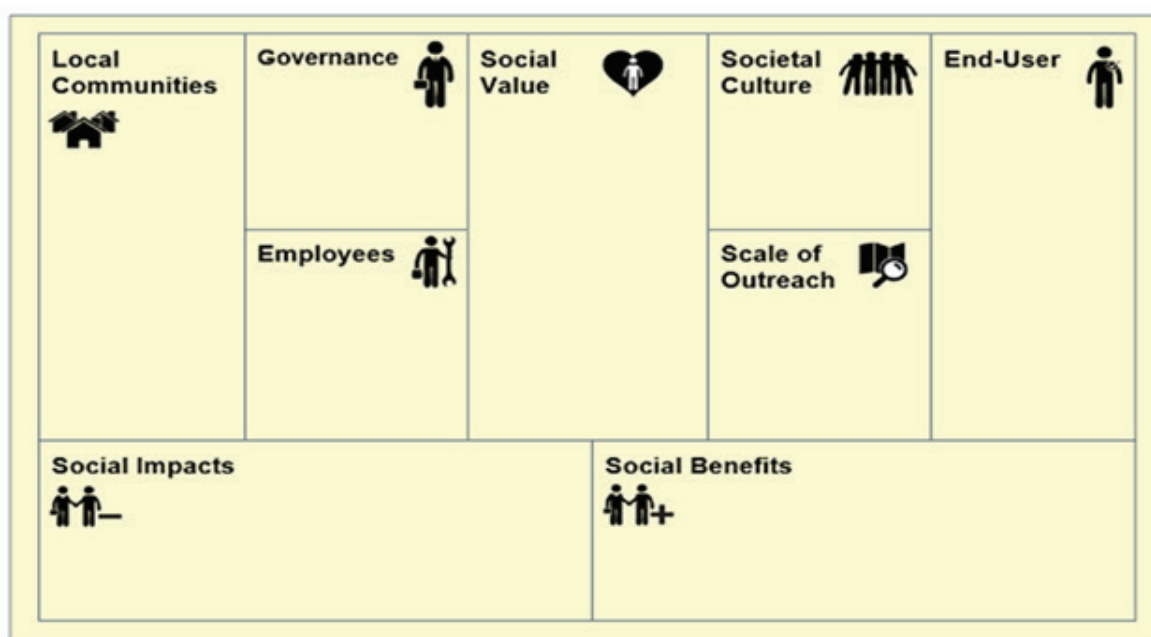 Local
Communities
Governance
Employees
Social
Value
Societal
Culture
Scale of
Outreach
End-User
Social Impacts
Social Benefits